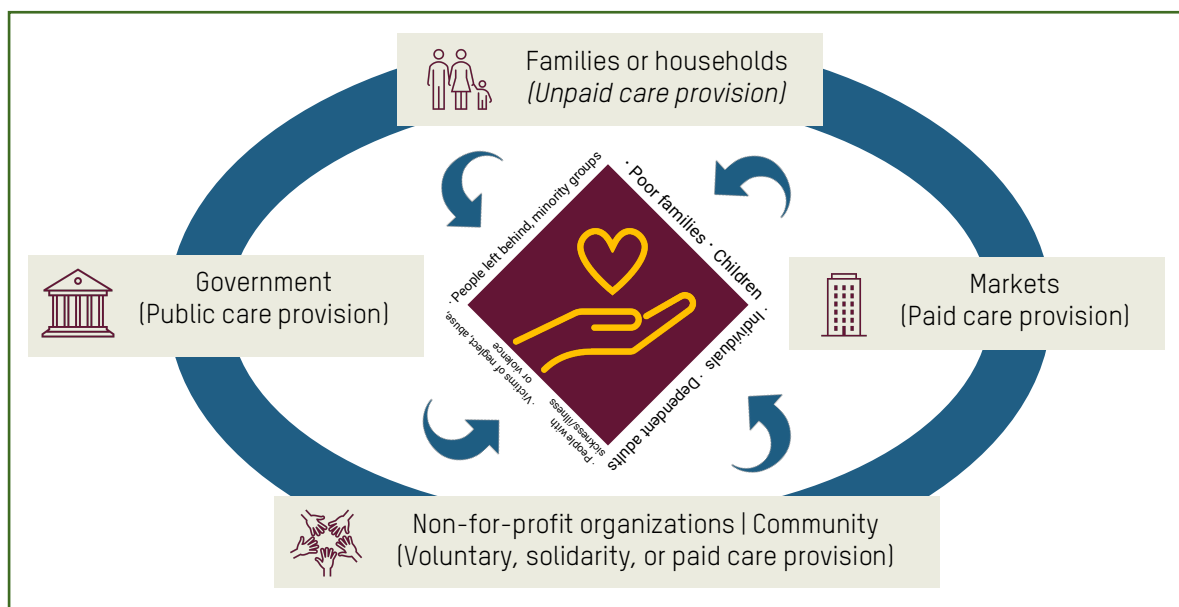 Families or households
(Unpaid care provision)
· People left behind, minority groups
· Poor families · Children
Government
(Public care provision)
Markets
(Paid care provision)
· Victims of neglect, abuse,
or violence
· Individuals · Dependent adults
· People with
sickness/illness
Non-for-profit organizations | Community
(Voluntary, solidarity, or paid care provision)